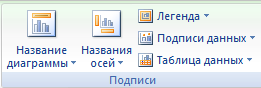 Название
диаграммы
Названия
осей
Легенда
Подписи данных
Таблица данных
Подписи